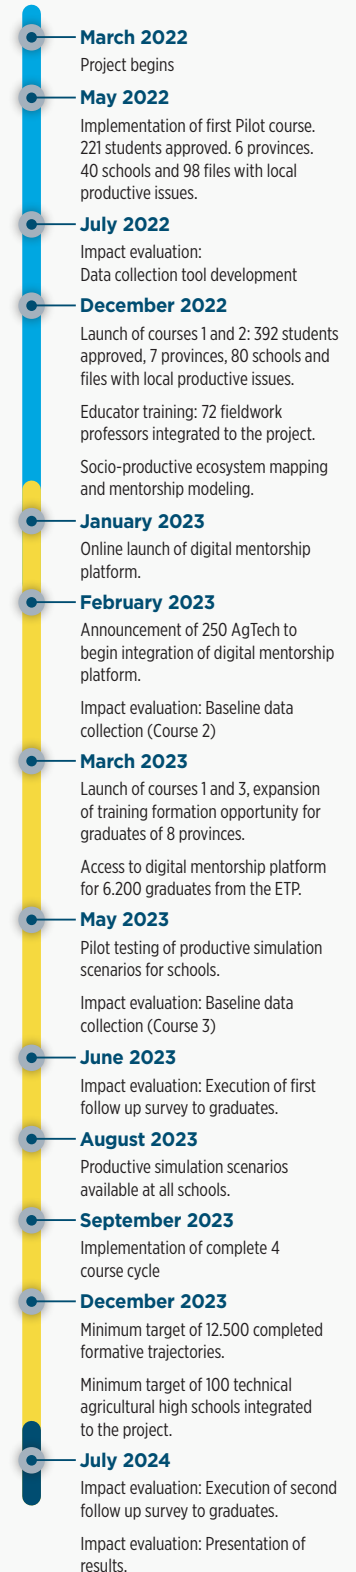 March 2022
Project begins
May 2022
Implementation of first Pilot course.
221 students approved. 6 provinces.
40 schools and 98 files with local
productive issues.
July 2022
Impact evaluation:
Data collection tool development
December 2022
Launch of courses 1 and 2: 392 students
approved, 7 provinces, 80 schools and
files with local productive issues.
Educator training: 72 fieldwork
professors integrated to the project.
Socio-productive ecosystem mapping
and mentorship modeling.
January 2023
Online launch of digital mentorship
platform.
February 2023
Announcement of 250 AgTech to
begin integration of digital mentorship
platform.
Impact evaluation: Baseline data
collection (Course 2)
March 2023
Launch of courses 1 and 3, expansion
of training formation opportunity for
graduates of 8 provinces.
Access to digital mentorship platform
for 6.200 graduates from the ETP.
May 2023
Pilot testing of productive simulation
scenarios for schools.
Impact evaluation: Baseline data
collection (Course 3)
June 2023
Impact evaluation: Execution of first
follow up survey to graduates.
August 2023
Productive simulation scenarios
available at all schools.
September 2023
Implementation of complete 4
course cycle
December 2023
Minimum target of 12.500 completed
formative trajectories.
Minimum target of 100 technical
agricultural high schools integrated
to the project.
July 2024
Impact evaluation: Execution of second
follow up survey to graduates.
Impact evaluation: Presentation of
results.